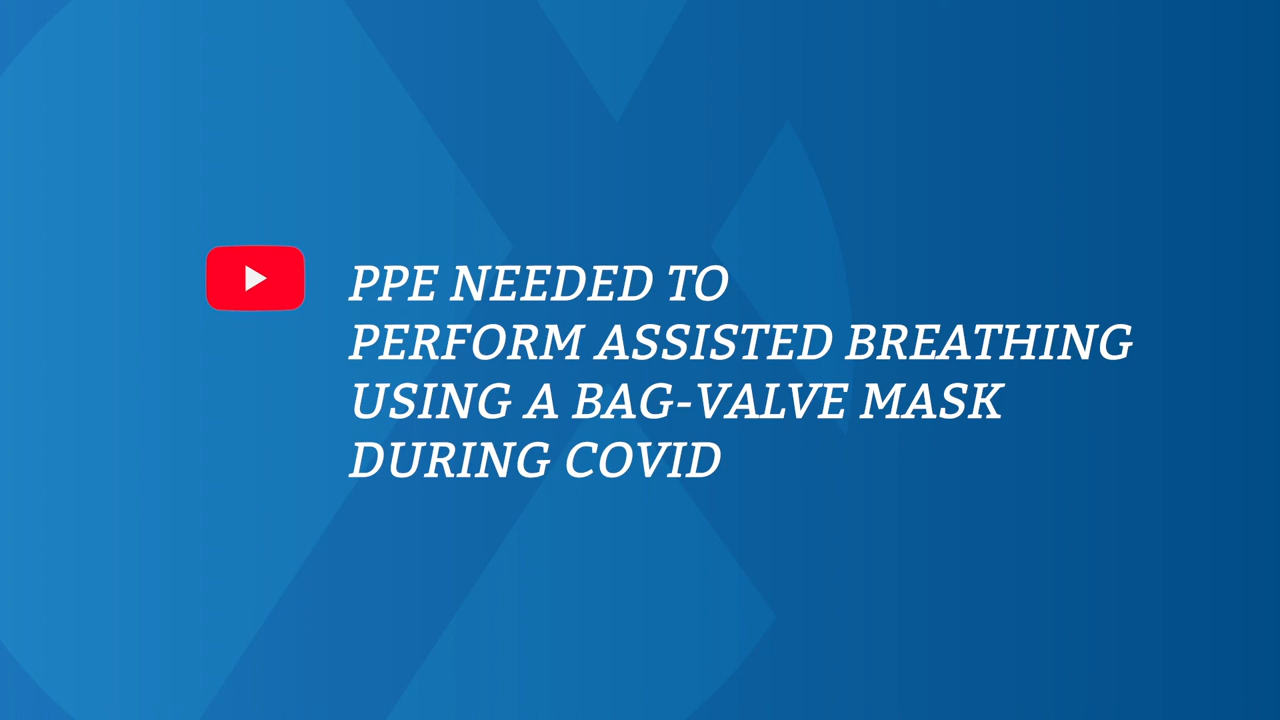 PPE NEEDED TO
PERFORM ASSISTED BREATHING
USING A BAG-VALVE MASK
DURING COVID